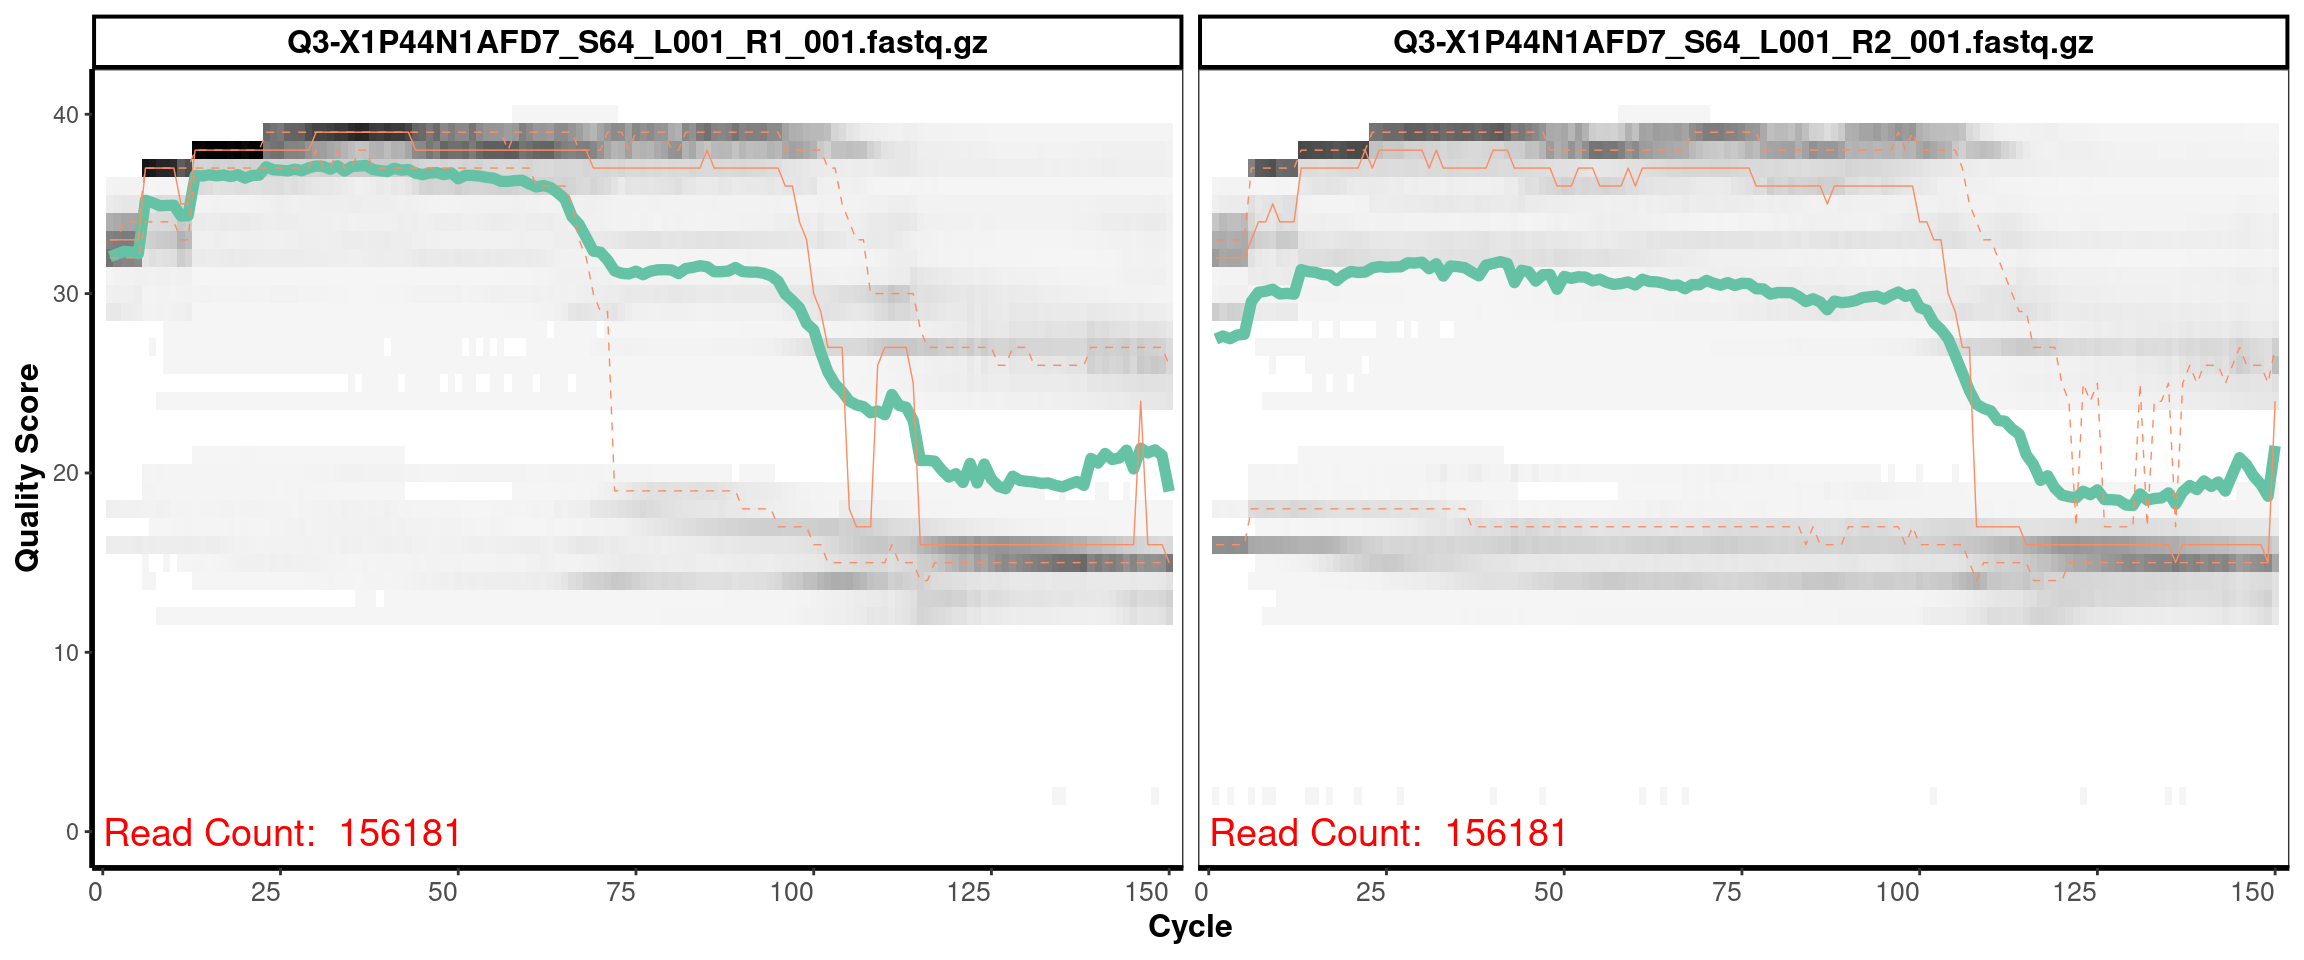 Q3-X1P44N1AFD7_S64_L001_R1_001.fastq.gz
Q3-X1P44N1AFD7_S64_L001_R2_001.fastq.gz
Quality Score
40
30
20
10
0
Read Count: 156181
Read Count: 156181
0 25 50 75 100 125 150
0 25 50 75 100 125 150
Cycle